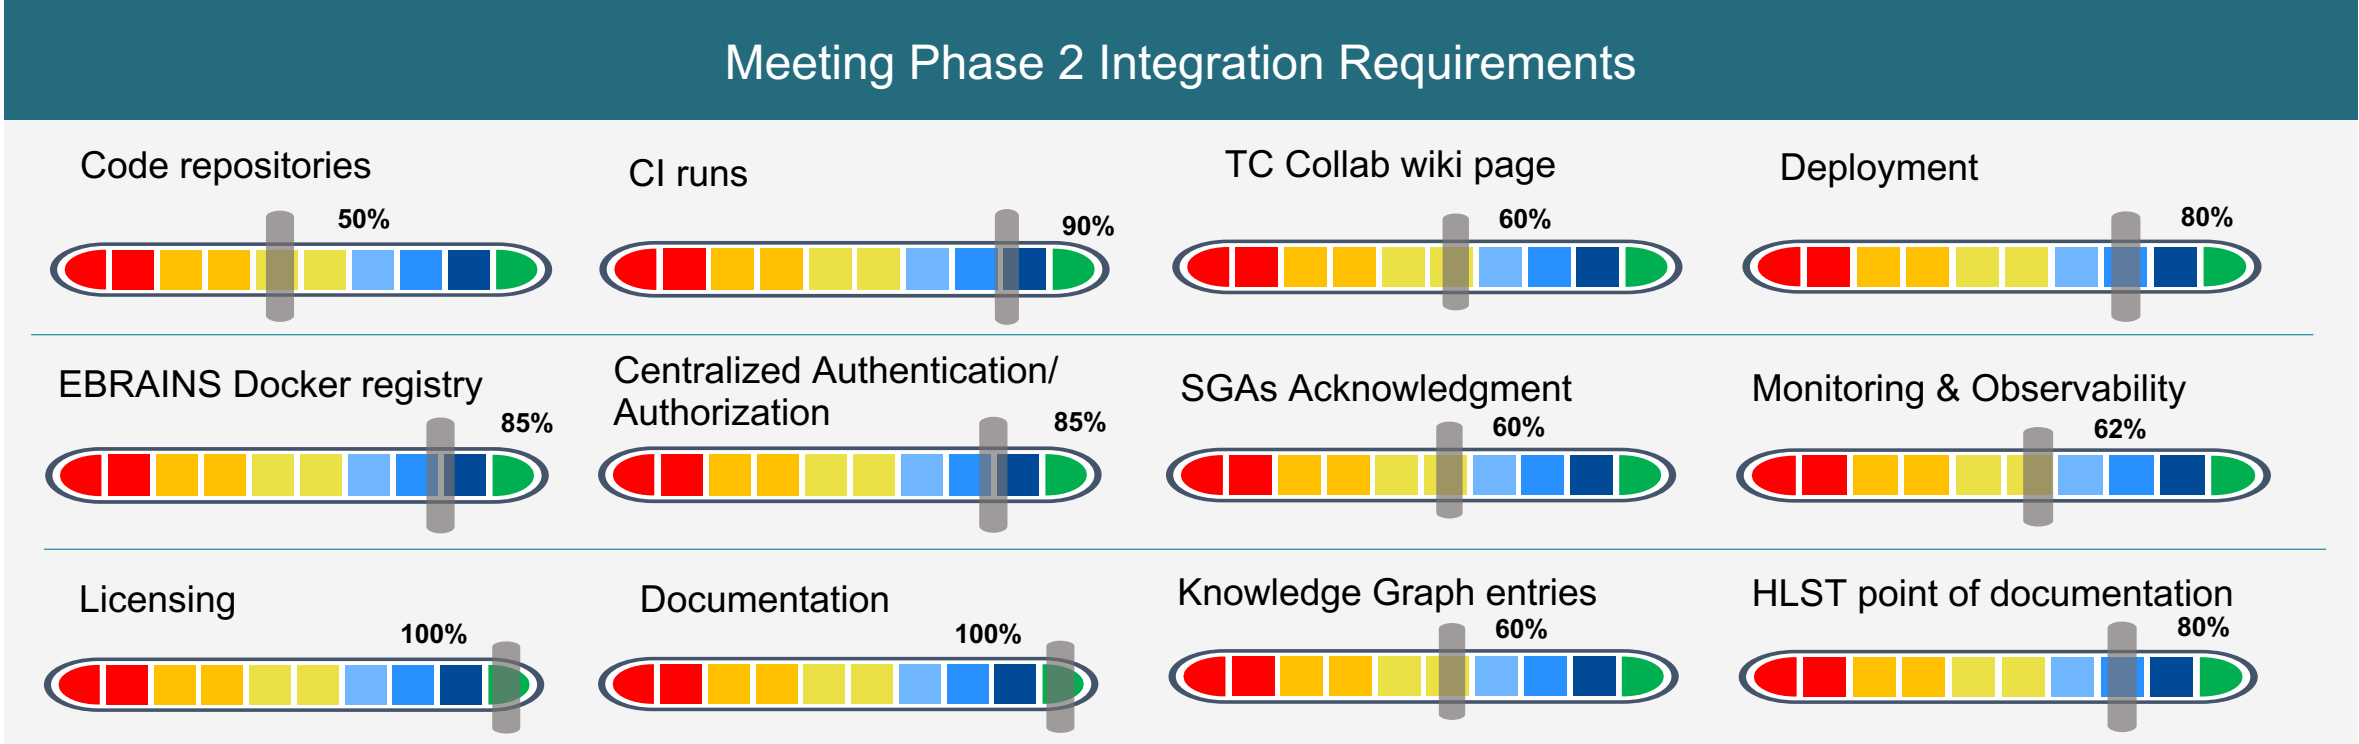 Meeting Phase 2 Integration Requirements
Code repositories
50%
CI runs
90%
TC Collab wiki page
60%
Deployment
80%
EBRAINS Docker registry
85%
Centralized Authentication/
Authorization
85%
SGAs Acknowledgment
60%
Monitoring & Observability
62%
Licensing
100%
Documentation
100%
Knowledge Graph entries
60%
HLST point of documentation
80%